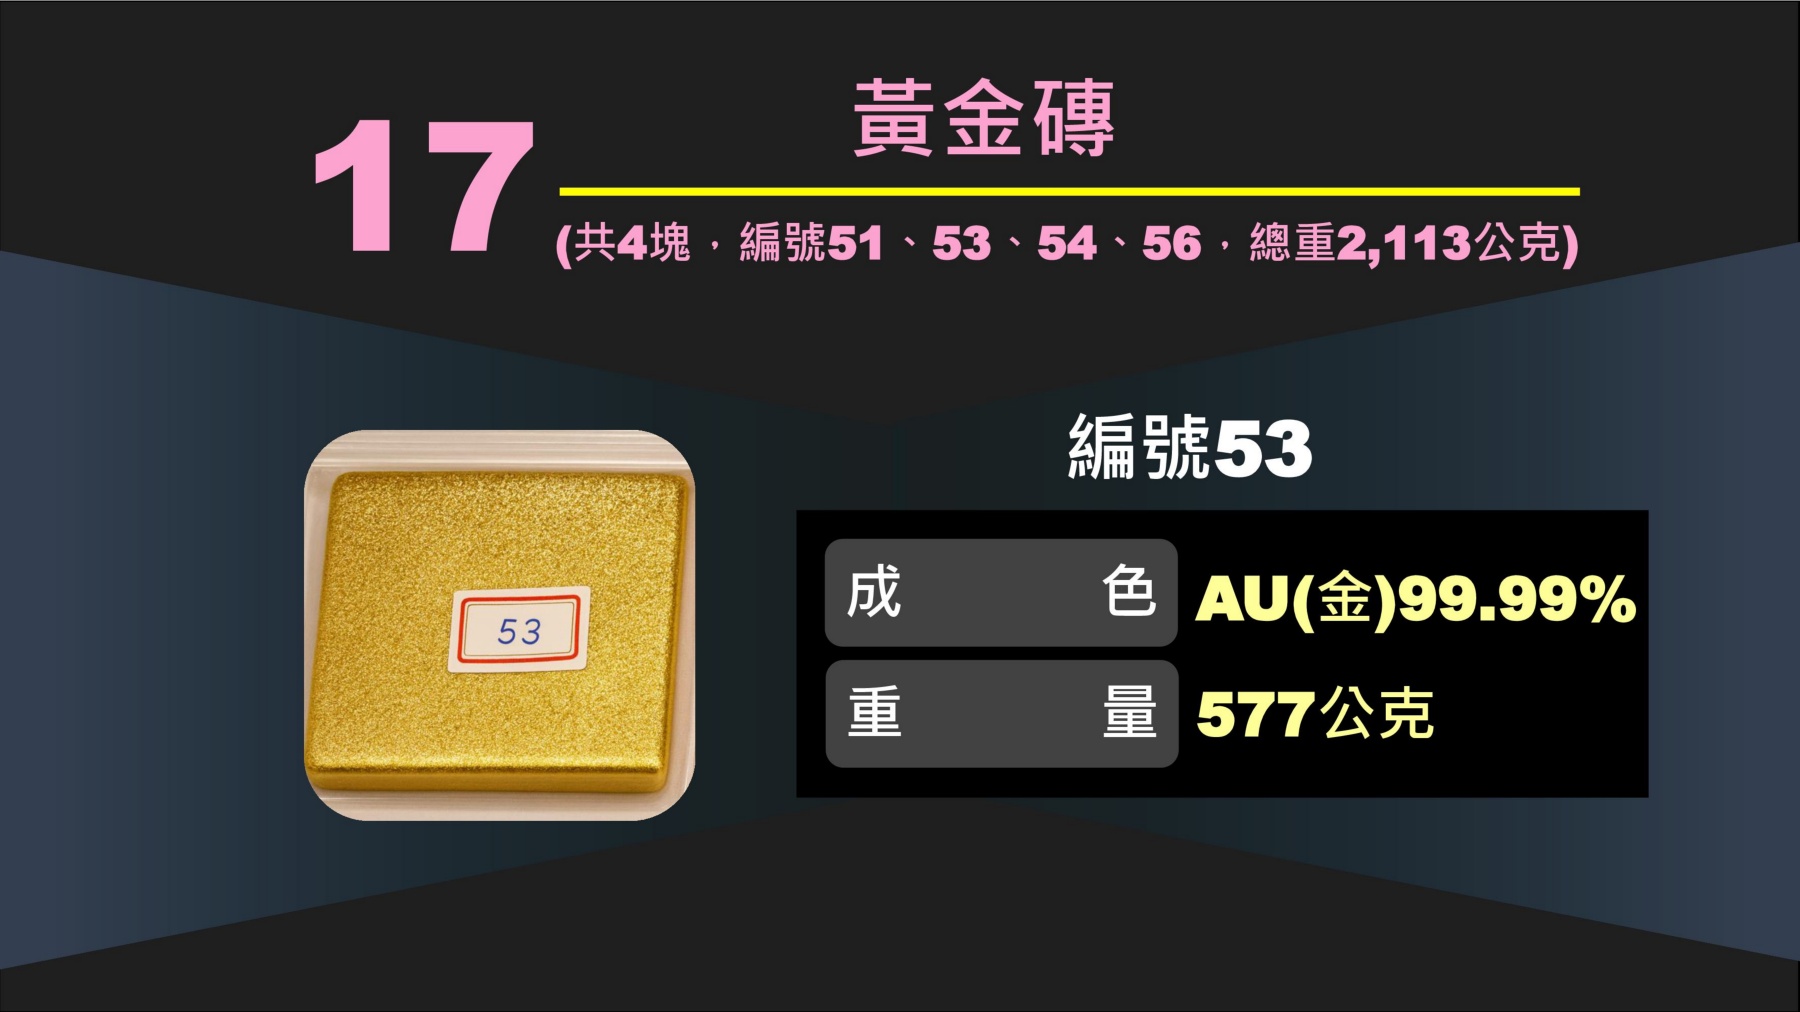 17
黃金磚
(共4塊，編號51、53、54、56，總重2,113公克)
編號53
53
成色 AU(金)99.99%
重量 577公克